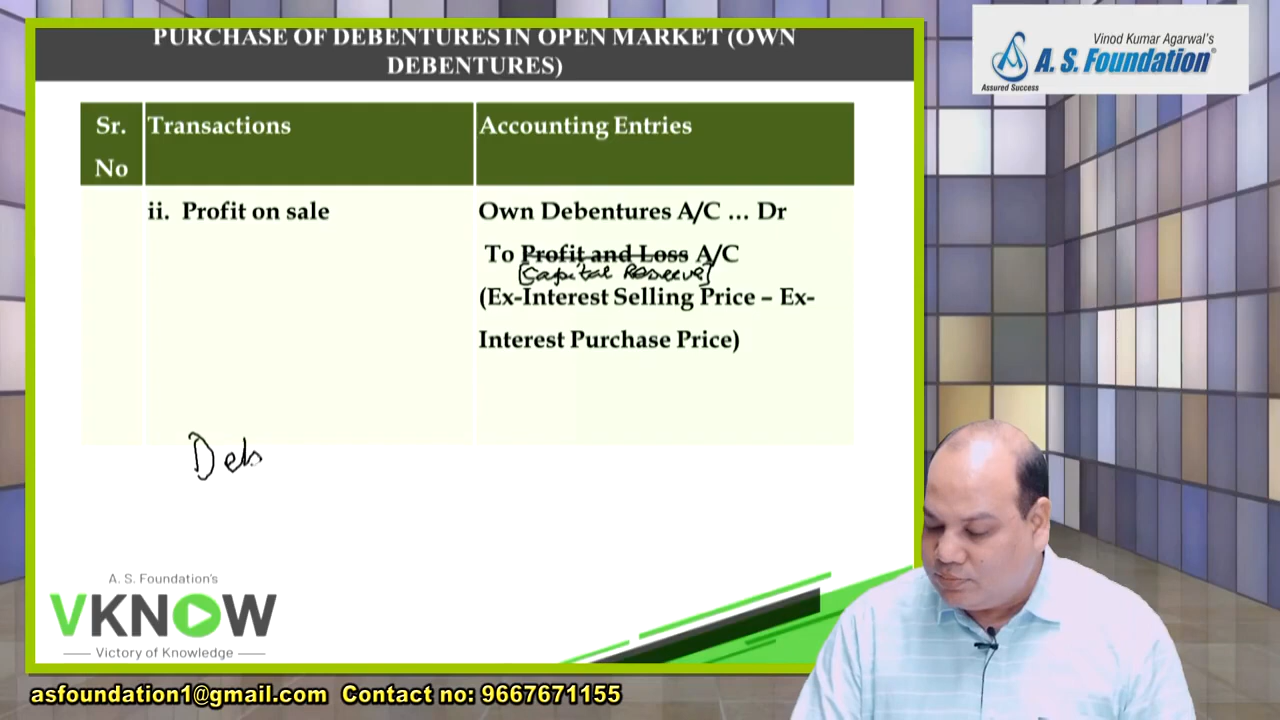 PURCHASE OF DEBENTURES IN OPEN MARKET (OWN
DEBENTURES)
Vinod Kumar Agarwal's
A. S. Foundation®
Assured Success
Sr. No
Transactions
Accounting Entries
ii. Profit on sale
Own Debentures A/C ... Dr
To Profit and Loss A/C
[Capital Reserve]
(Ex-Interest Selling Price – Ex-
Interest Purchase Price)
Deb
A. S. Foundation's
VKNOW
Victory of Knowledge
asfoundation1@gmail.com Contact no: 9667671155